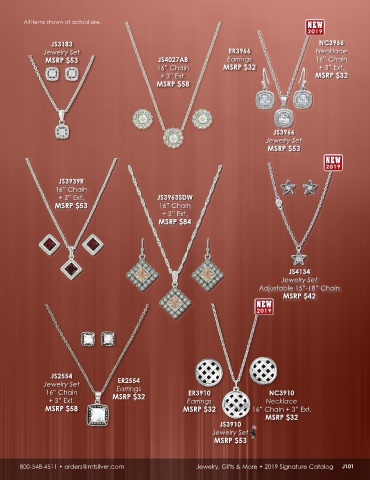 All items shown at actual size.
NEW
2019
JS3183
Jewelry Set
MSRP $53
JS4027AB
16" Chain
+ 3" Ext.
MSRP $58
ER3966
Earrings
MSRP $32
NC3966
Necklace
16" Chain
+ 3" Ext.
MSRP $32
JS3966
Jewelry Set
MSRP $53
NEW
2019
JS3939R
16" Chain
+ 3" Ext.
MSRP $53
JS3963SDW
16" Chain
+ 3" Ext.
MSRP $84
JS4134
Jewelry Set
Adjustable 15"-18" Chain
MSRP $42
NEW
2019
JS2554
Jewelry Set
16" Chain
+ 3" Ext.
MSRP $58
ER2554
Earrings
MSRP $32
ER3910
Earrings
MSRP $32
NC3910
Necklace
16" Chain + 3" Ext.
MSRP $32
JS3910
Jewelry Set
MSRP $53
800-548-4511 • orders@mtsilver.com
Jewelry, Gifts & More • 2019 Signature Catalog J101